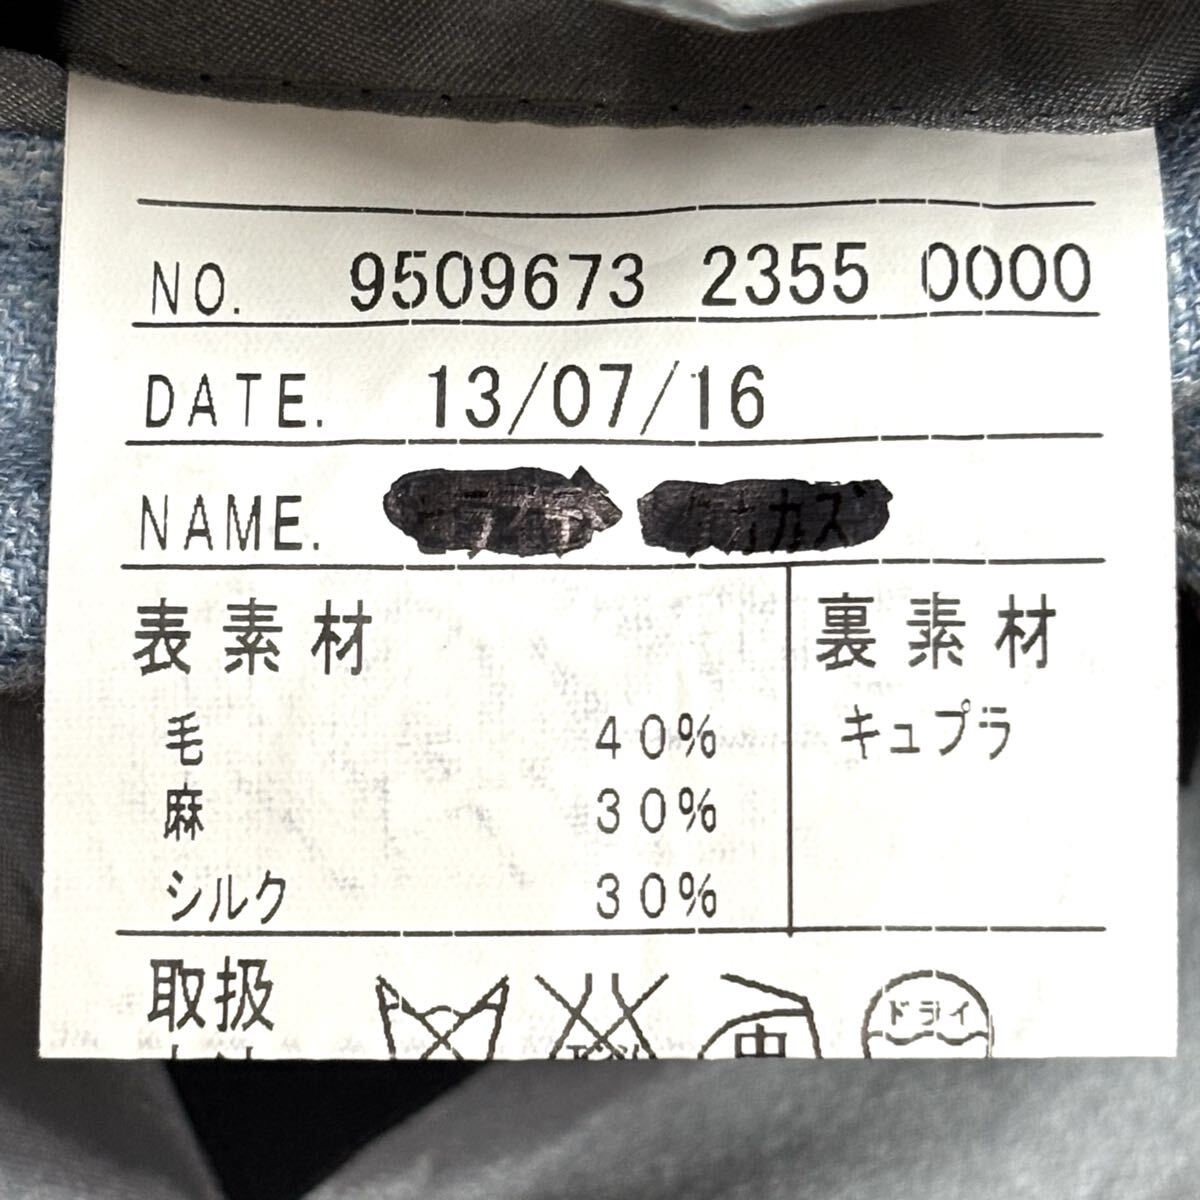 NO. 9509673 2355 0000
DATE. 13/07/16
NAME.
表素材 裏素材
毛 40% キュプラ
麻 30%
シルク 30%
取扱
中 ドライ